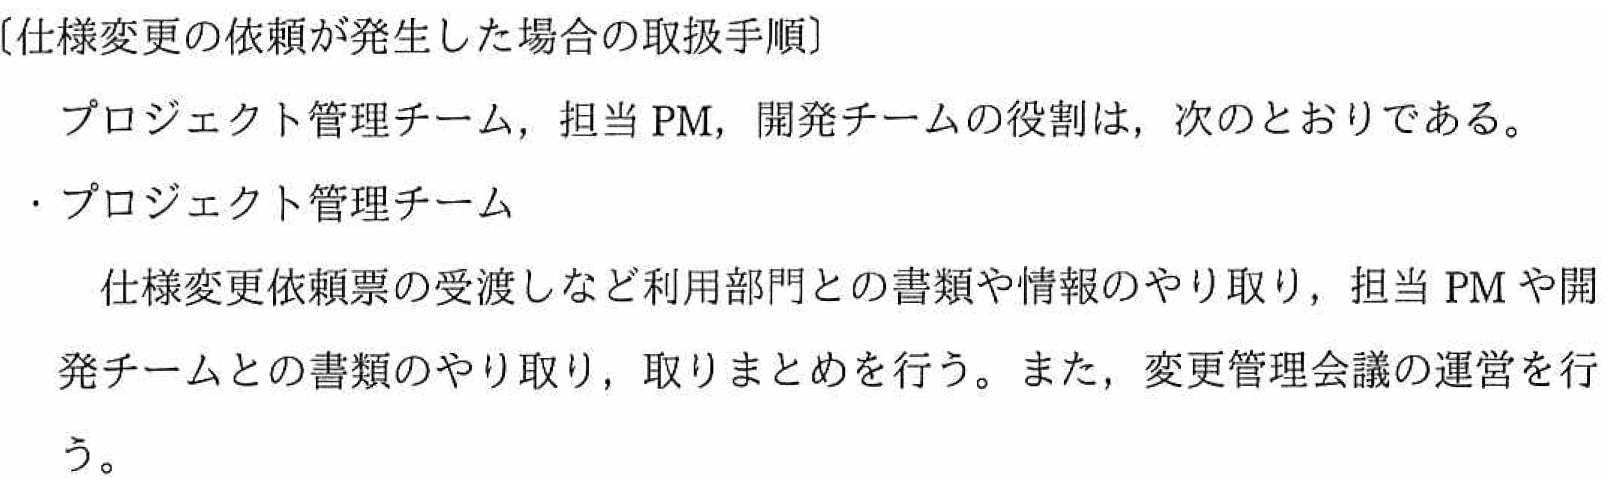 〔仕様変更の依頼が発生した場合の取扱手順〕
プロジェクト管理チーム，担当 PM，開発チームの役割は，次のとおりである。
・プロジェクト管理チーム
仕様変更依頼票の受渡しなど利用部門との書類や情報のやり取り，担当 PM や開
発チームとの書類のやり取り，取りまとめを行う。また，変更管理会議の運営を行
う。